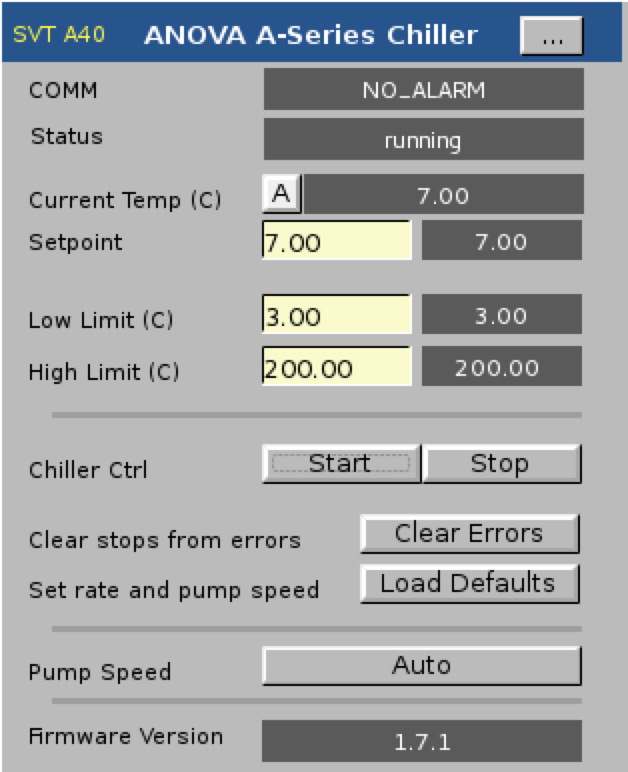 SVT A40 ANOVA A-Series Chiller ...
COMM NO_ALARM
Status running
Current Temp (C) A 7.00
Setpoint 7.00 7.00
Low Limit (C) 3.00 3.00
High Limit (C) 200.00 200.00
Chiller Ctrl Start Stop
Clear stops from errors Clear Errors
Set rate and pump speed Load Defaults
Pump Speed Auto
Firmware Version 1.7.1